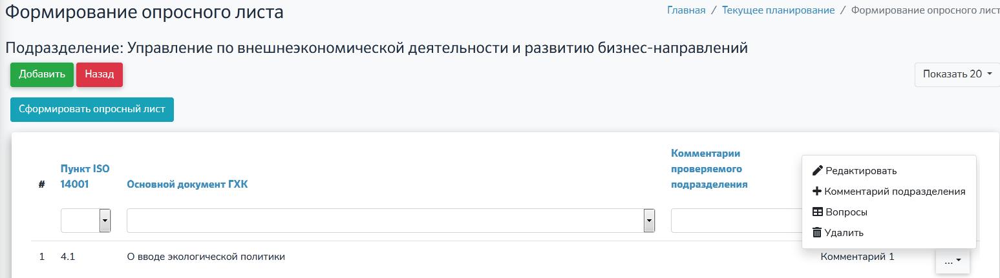 Формирование опросного листа
Главная / Текущее планирование / Формирование опросного лист
Подразделение: Управление по внешнеэкономической деятельности и развитию бизнес-направлений
Добавить Назад
Показать 20
Сформировать опросный лист
# Пункт ISO 14001 Основной документ ГХК Комментарии проверяемого подразделения
Редактировать
Комментарий подразделения
Вопросы
Удалить
1 4.1 О вводе экологической политики Комментарий 1 ...